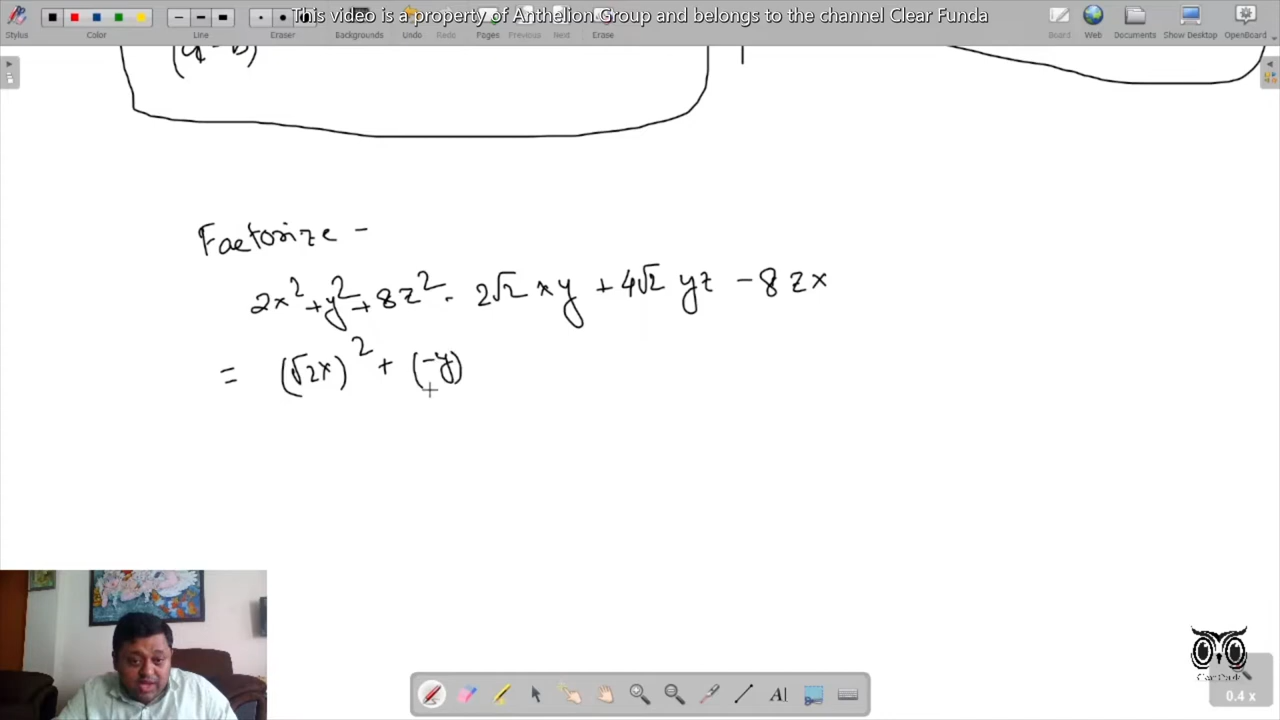 This video is a property of Anthelion Group and belongs to the channel Clear Funda
Stylus Color Line Eraser Backgrounds Undo Redo Pages Previous Next Erase Board Web Documents Show Desktop OpenBoard
Factorize -
2x² + y² + 8z² - 2√2 xy + 4√2 yz - 8zx
= (√2x)² + (-y)
AI
0.4 x